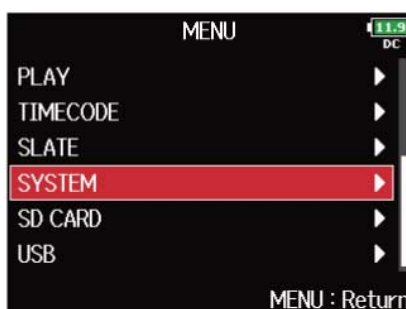 MENU
11.9
DC
PLAY
TIMECODE
SLATE
SYSTEM
SD CARD
USB
MENU : Return